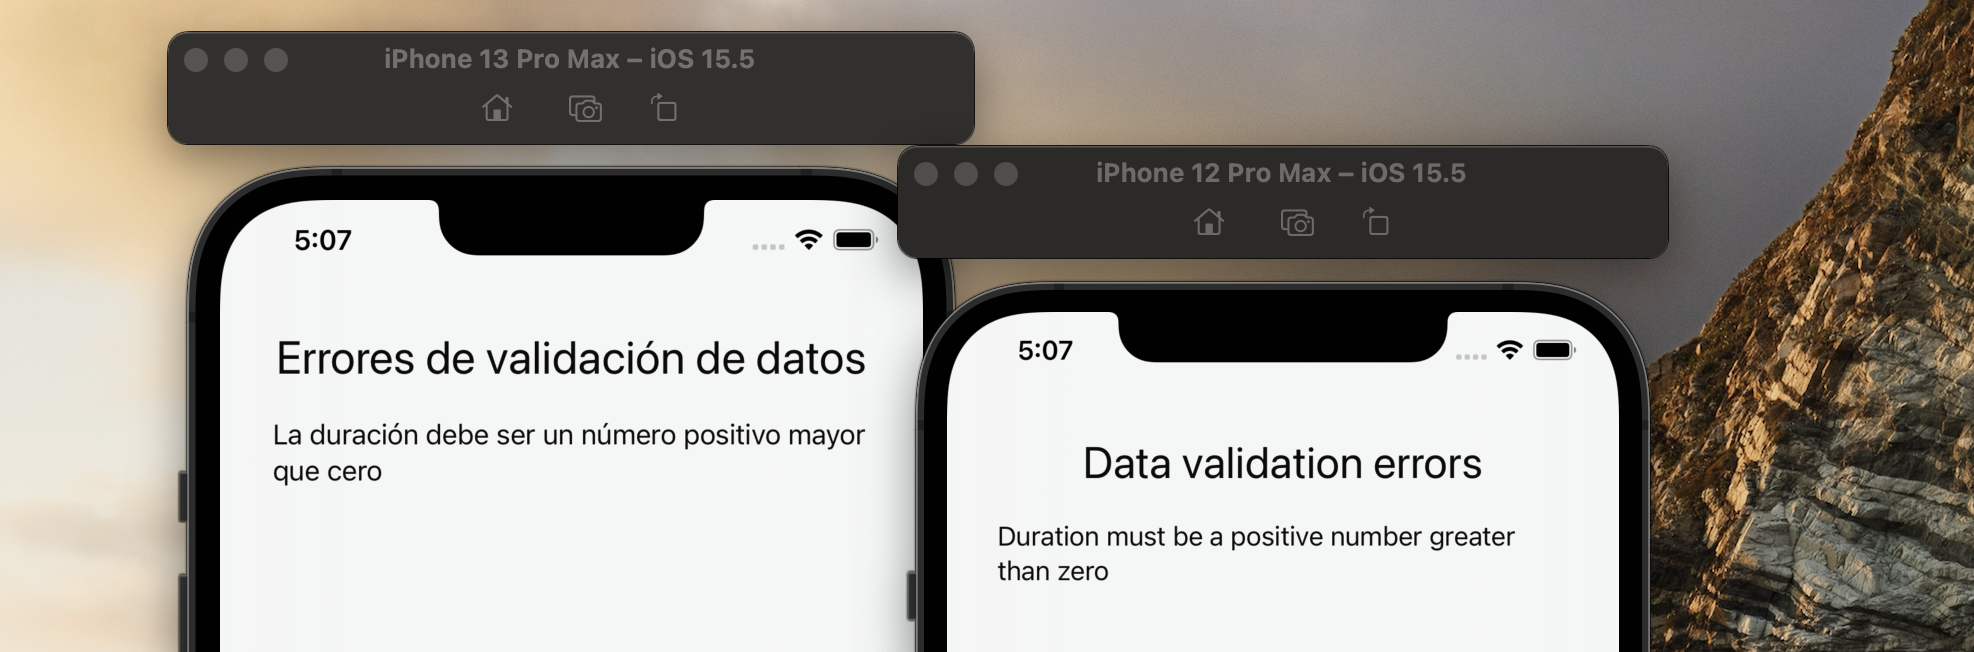 iPhone 13 Pro Max – iOS 15.5
5:07
Errores de validación de datos
La duración debe ser un número positivo mayor
que cero
iPhone 12 Pro Max – iOS 15.5
5:07
Data validation errors
Duration must be a positive number greater
than zero